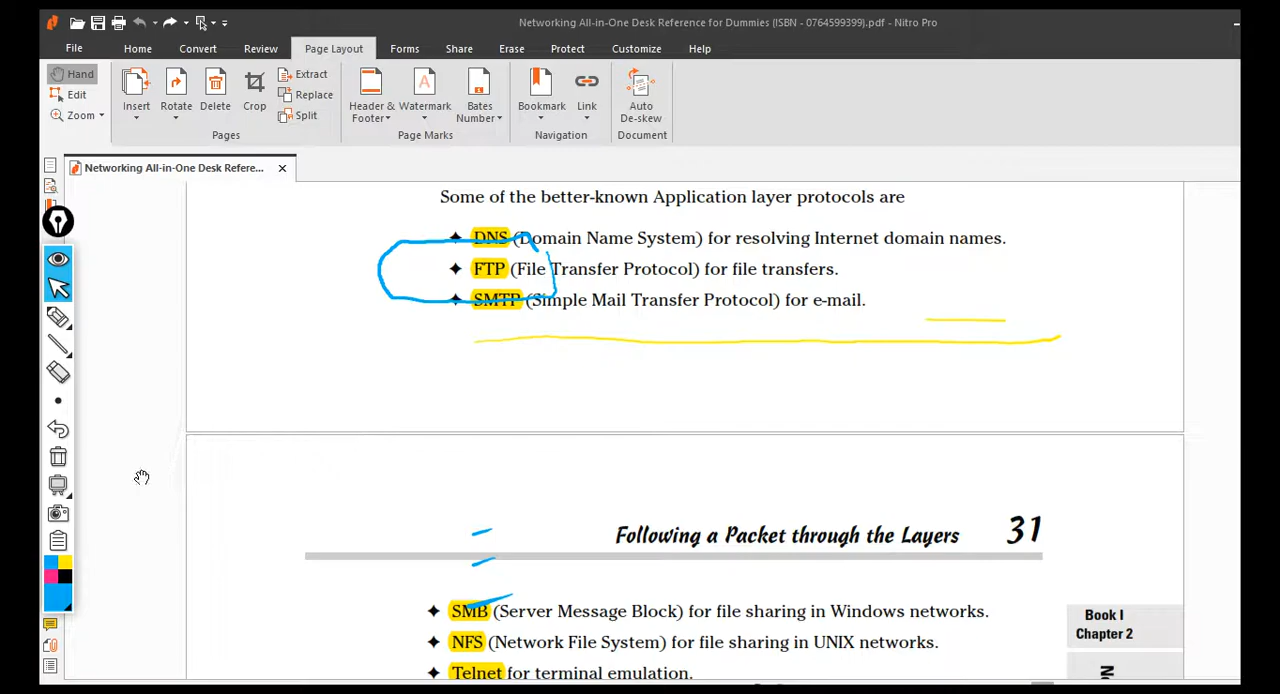 Networking All-in-One Desk Reference for Dummies (ISBN - 0764599399).pdf - Nitro Pro
File Home Convert Review Page Layout Forms Share Erase Protect Customize Help
Hand
Edit
Zoom
Insert Rotate Delete Crop
Extract
Replace
Split
Pages
Header & Footer Watermark Bates Number
Page Marks
Bookmark Link
Navigation
Auto De-skew
Document
Networking All-in-One Desk Refere...
Some of the better-known Application layer protocols are
✦ DNS (Domain Name System) for resolving Internet domain names.
✦ FTP (File Transfer Protocol) for file transfers.
✦ SMTP (Simple Mail Transfer Protocol) for e-mail.
Following a Packet through the Layers 31
✦ SMB (Server Message Block) for file sharing in Windows networks.
✦ NFS (Network File System) for file sharing in UNIX networks.
✦ Telnet for terminal emulation.
Book I
Chapter 2